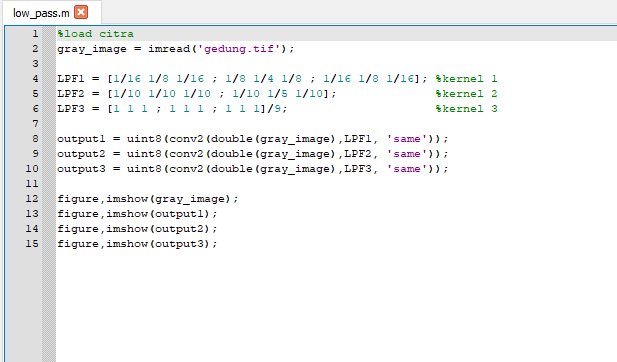 low_pass.m
1 %load citra
2 gray_image = imread('gedung.tif');
3
4 LPF1 = [1/16 1/8 1/16 ; 1/8 1/4 1/8 ; 1/16 1/8 1/16]; %kernel 1
5 LPF2 = [1/10 1/10 1/10 ; 1/10 1/5 1/10]; %kernel 2
6 LPF3 = [1 1 1 ; 1 1 1 ; 1 1 1]/9; %kernel 3
7
8 output1 = uint8(conv2(double(gray_image),LPF1, 'same'));
9 output2 = uint8(conv2(double(gray_image),LPF2, 'same'));
10 output3 = uint8(conv2(double(gray_image),LPF3, 'same'));
11
12 figure,imshow(gray_image);
13 figure,imshow(output1);
14 figure,imshow(output2);
15 figure,imshow(output3);